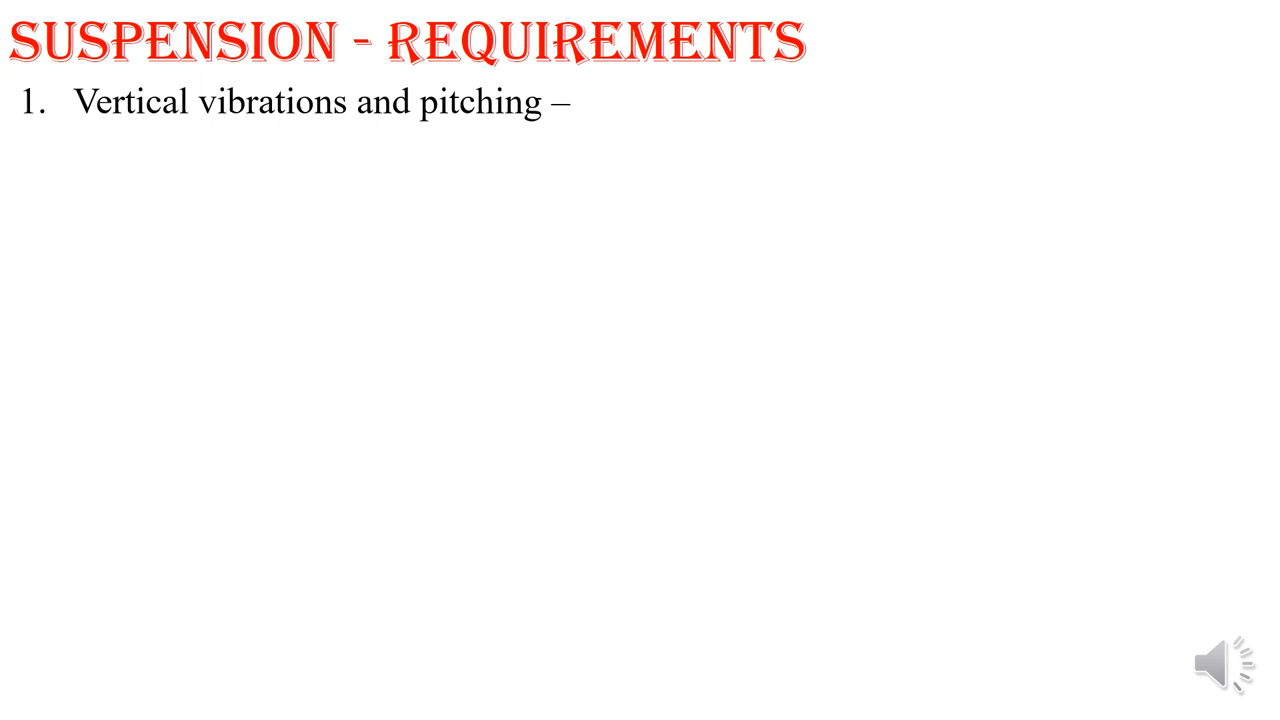 SUSPENSION - REQUIREMENTS
1. Vertical vibrations and pitching –